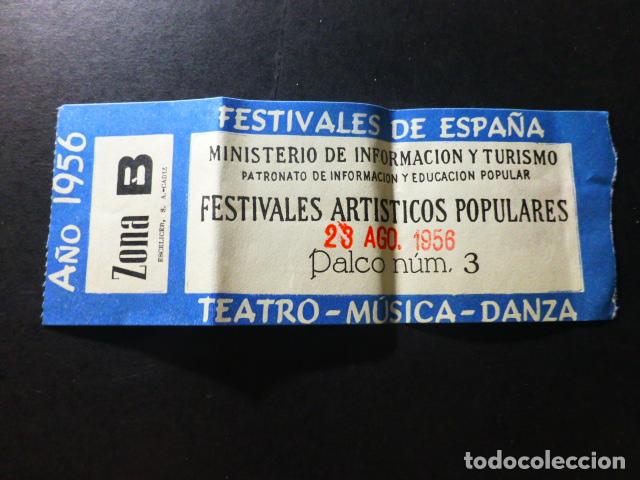 AÑO 1956
Zona B
ESCELICER, S. A.-CADIZ
FESTIVALES DE ESPAÑA
MINISTERIO DE INFORMACION Y TURISMO
PATRONATO DE INFORMACION Y EDUCACION POPULAR
FESTIVALES ARTISTICOS POPULARES
23 AGO. 1956
Palco núm. 3
TEATRO - MÚSICA - DANZA
todocoleccion.net